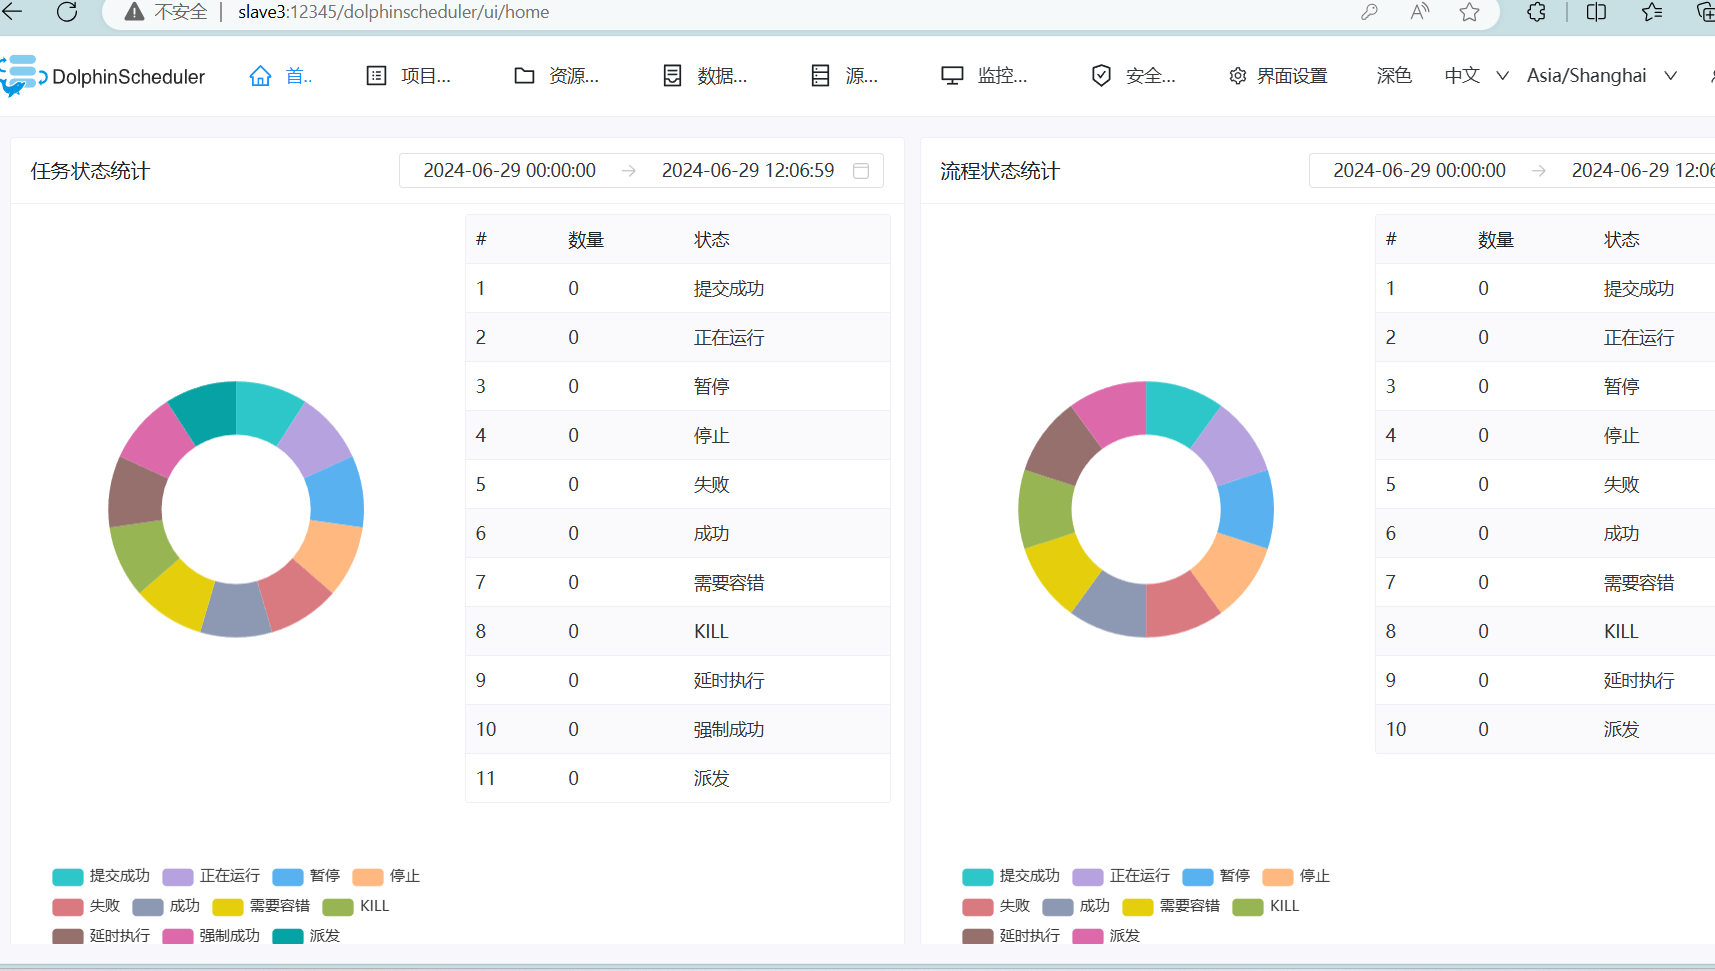 不安全 slave3:12345/dolphinscheduler/ui/home
DolphinScheduler 首.. 项目... 资源... 数据... 源... 监控... 安全... 界面设置 深色 中文 Asia/Shanghai
任务状态统计 2024-06-29 00:00:00 → 2024-06-29 12:06:59
# 数量 状态
1 0 提交成功
2 0 正在运行
3 0 暂停
4 0 停止
5 0 失败
6 0 成功
7 0 需要容错
8 0 KILL
9 0 延时执行
10 0 强制成功
11 0 派发
提交成功 正在运行 暂停 停止
失败 成功 需要容错 KILL
延时执行 强制成功 派发
流程状态统计 2024-06-29 00:00:00 → 2024-06-29 12:06
# 数量 状态
1 0 提交成功
2 0 正在运行
3 0 暂停
4 0 停止
5 0 失败
6 0 成功
7 0 需要容错
8 0 KILL
9 0 延时执行
10 0 派发
提交成功 正在运行 暂停 停止
失败 成功 需要容错 KILL
延时执行 派发